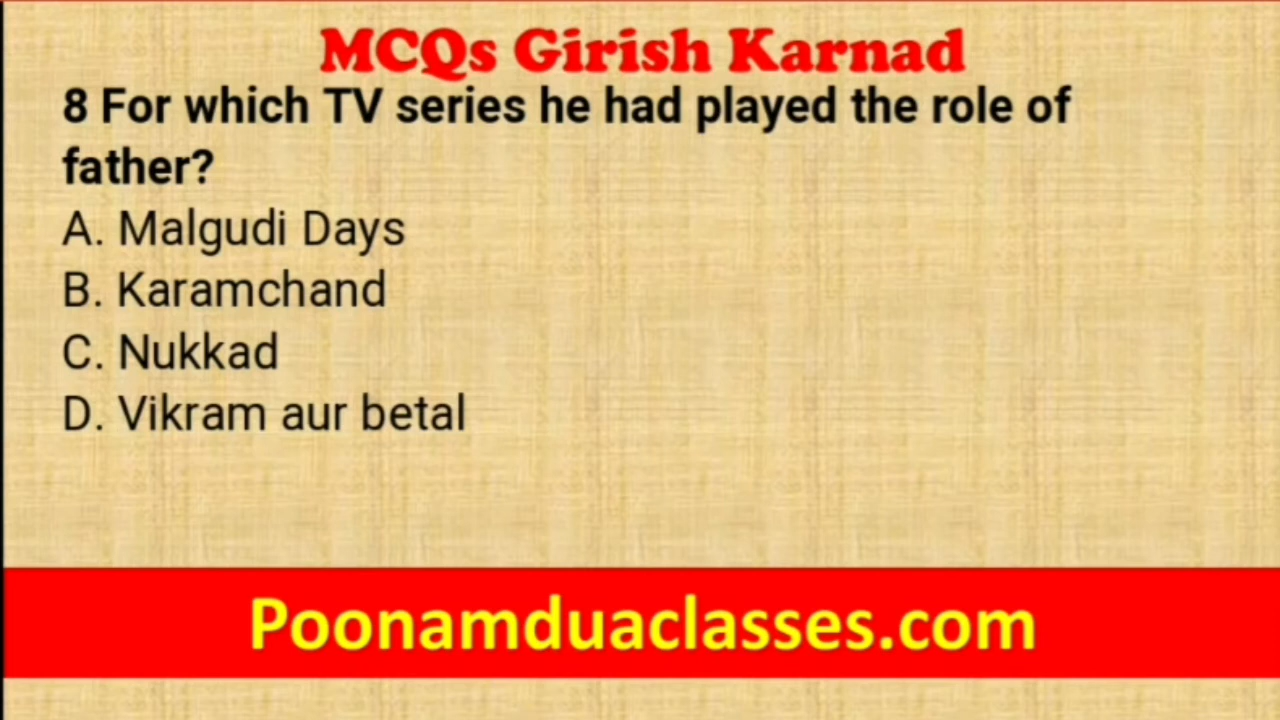 MCQs Girish Karnad
8 For which TV series he had played the role of
father?
A. Malgudi Days
B. Karamchand
C. Nukkad
D. Vikram aur betal
Poonamduaclasses.com